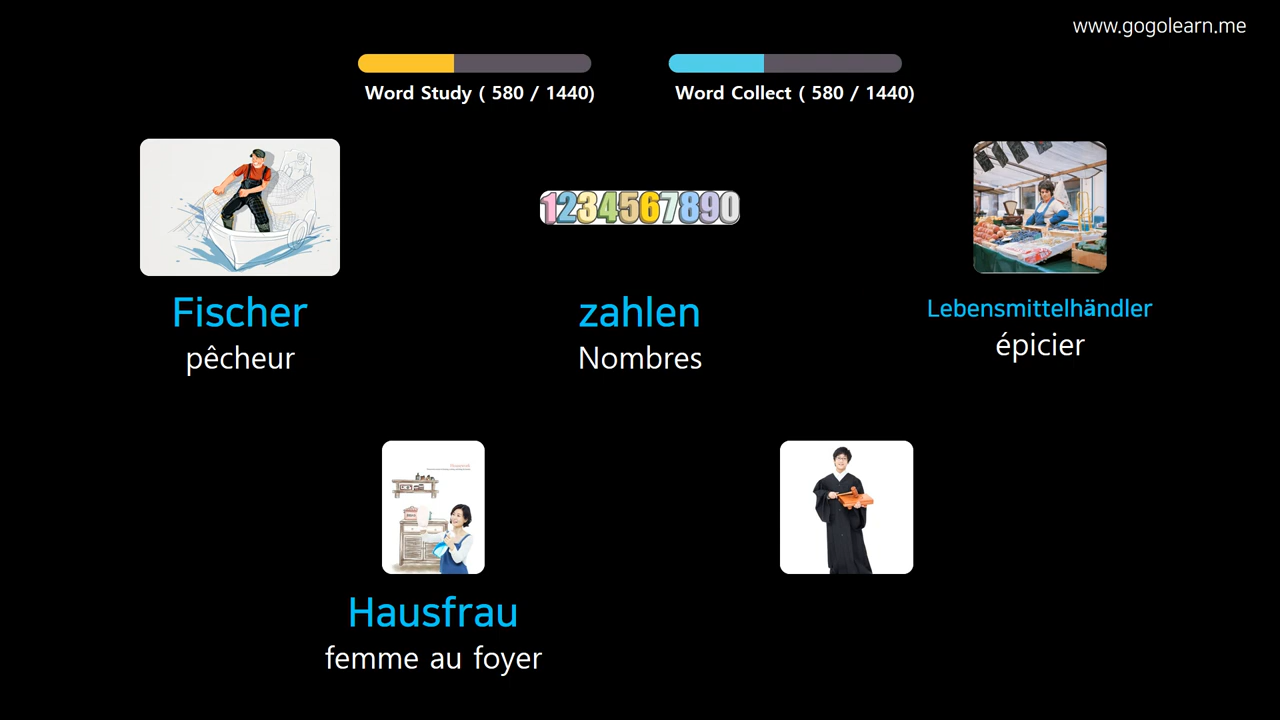 www.gogolearn.me
Word Study ( 580 / 1440)
Word Collect ( 580 / 1440)
1234567890
Fischer
pêcheur
zahlen
Nombres
Lebensmittelhändler
épicier
Hausfrau
femme au foyer